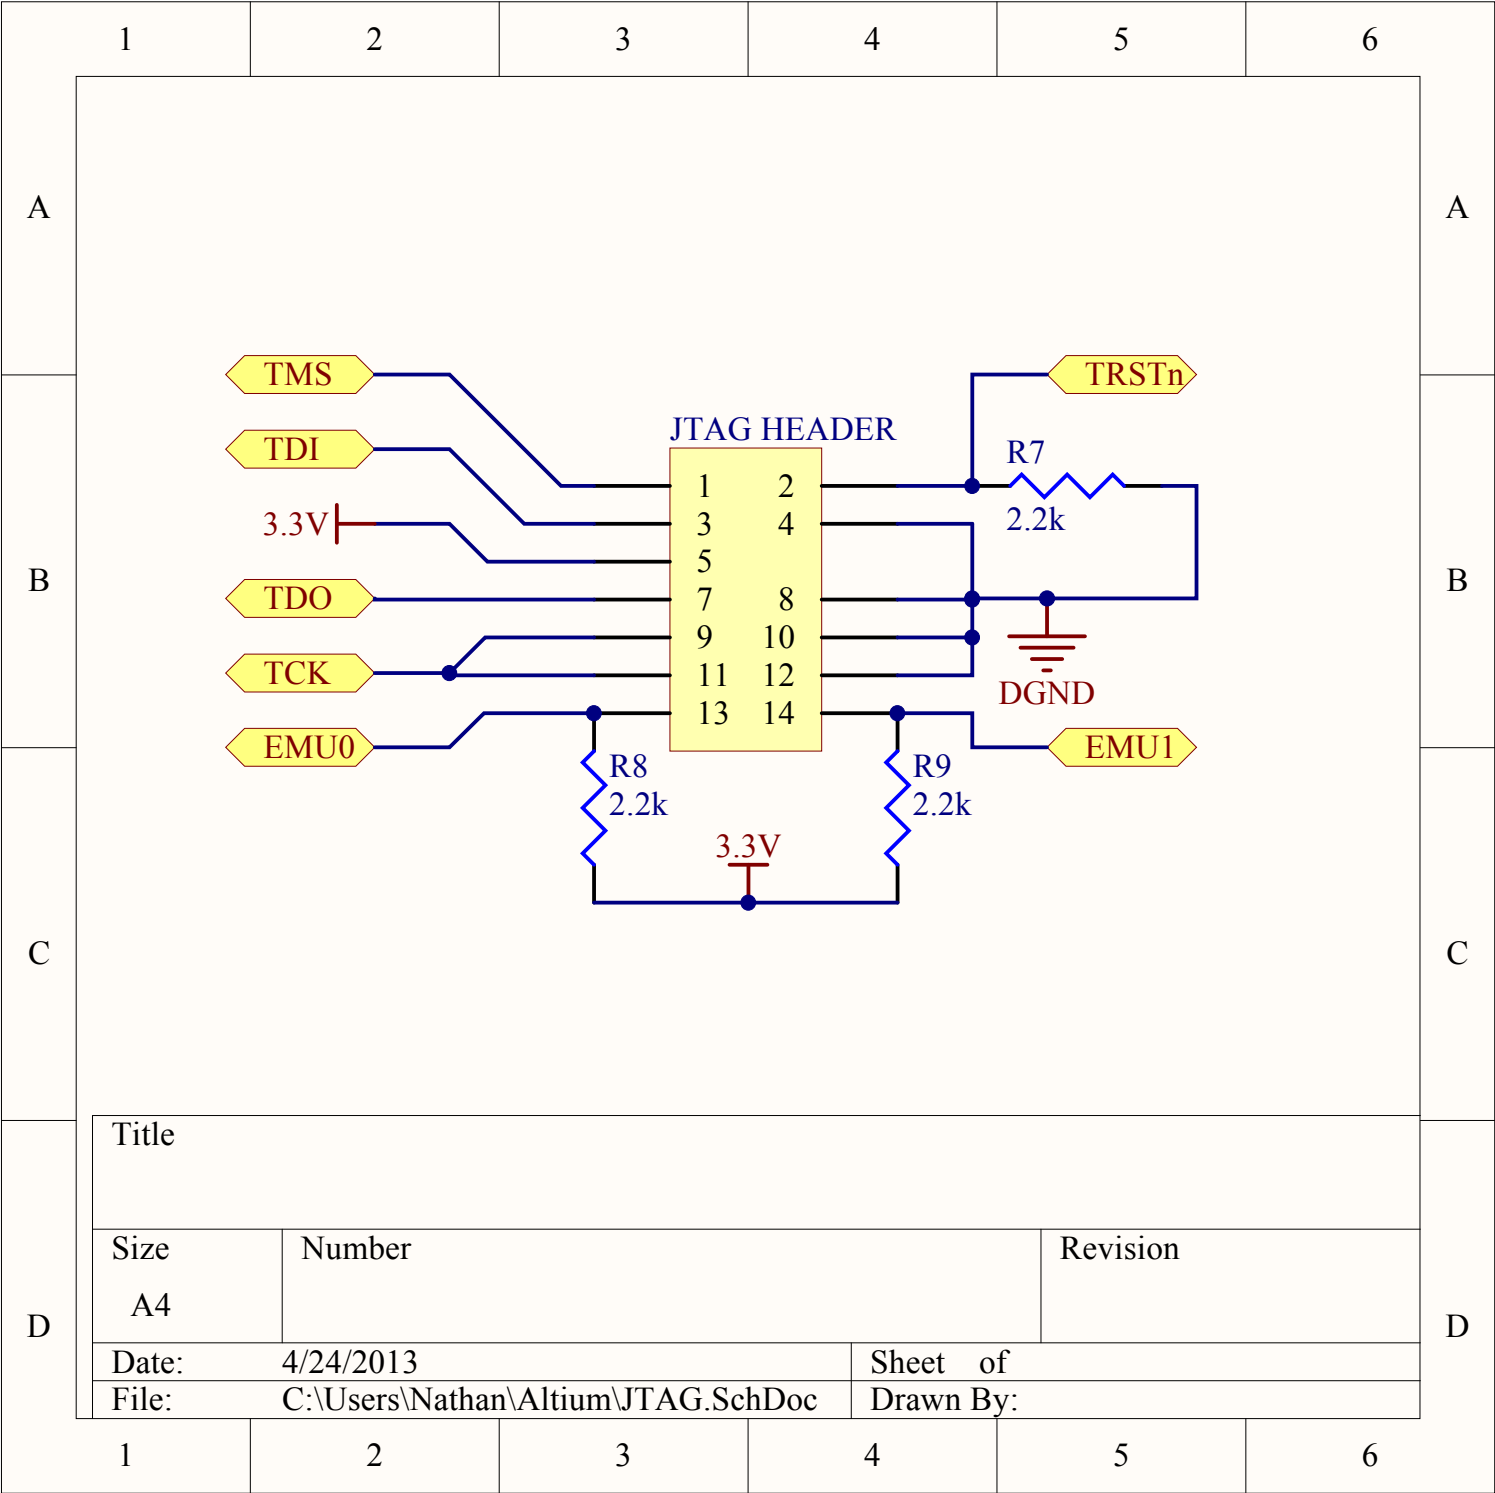 1 2 3 4 5 6
A A
TMS TRSTn
JTAG HEADER
TDI R7
1 2
3.3V 3 4 2.2k
5
B B
TDO 7 8
9 10
TCK 11 12
DGND
13 14
EMU0 EMU1
R8 R9
2.2k 2.2k
3.3V
C C
Title
Size Number Revision
A4
D D
Date: 4/24/2013 Sheet of
File: C:\Users\Nathan\Altium\JTAG.SchDoc Drawn By:
1 2 3 4 5 6